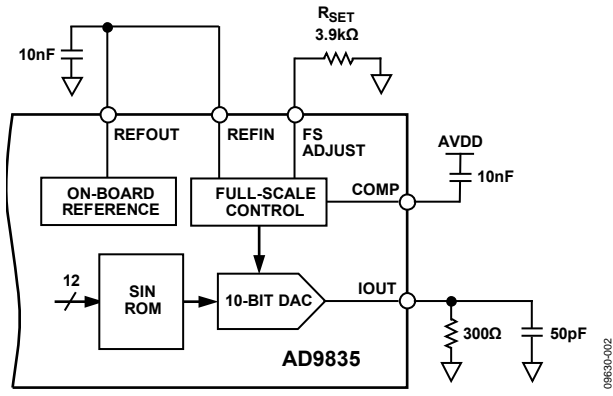 R_SET
3.9kΩ
10nF
REFOUT
REFIN
FS
ADJUST
AVDD
10nF
ON-BOARD
REFERENCE
FULL-SCALE
CONTROL
COMP
12
SIN
ROM
10-BIT DAC
IOUT
300Ω
50pF
AD9835
09630-002